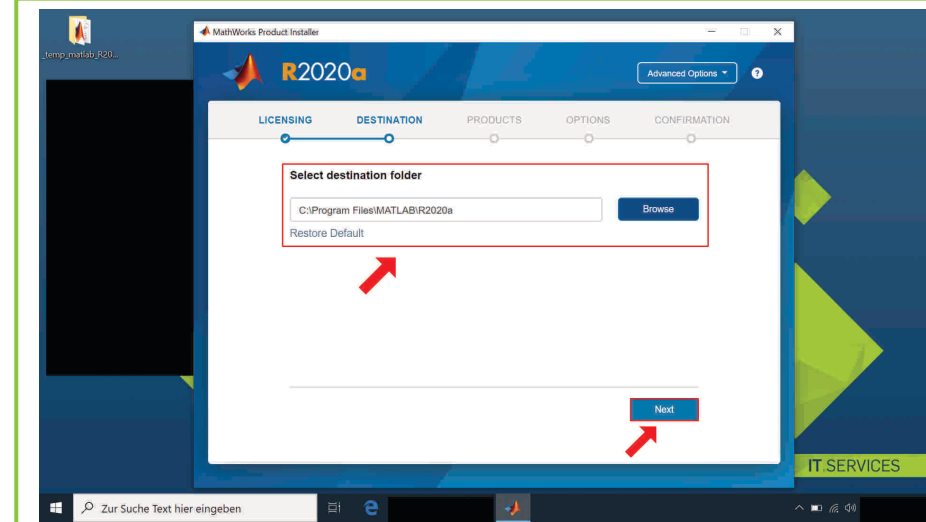 _temp_matlab_R20...
MathWorks Product Installer
R2020a
Advanced Options
?
LICENSING DESTINATION PRODUCTS OPTIONS CONFIRMATION
Select destination folder
C:\Program Files\MATLAB\R2020a
Browse
Restore Default
Next
IT.SERVICES
Zur Suche Text hier eingeben